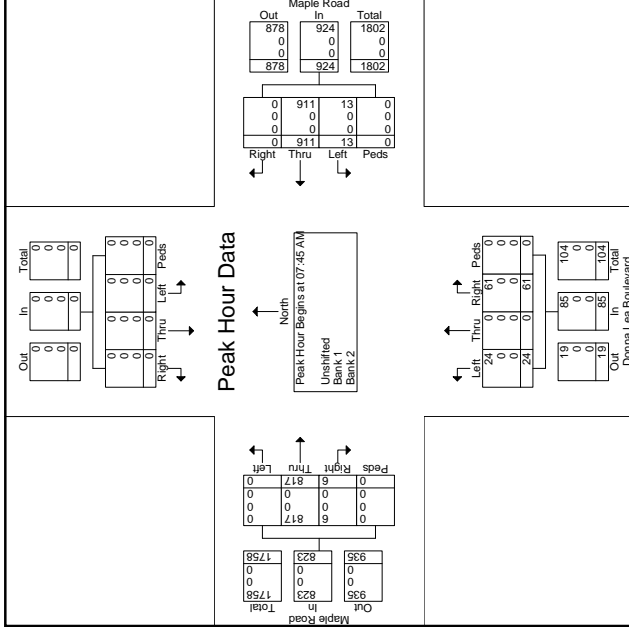 Maple Road
Out In Total
878 924 1802
0 0 0
0 0 0
878 924 1802
0 911 13 0
0 0 0 0
0 0 0 0
0 911 13 0
Right Thru Left Peds
Total
0 0 0 0
In
0 0 0 0
Out
0 0 0 0
Peds
0 0 0 0
Left
0 0 0 0
Thru
0 0 0 0
Right
0 0 0 0
Peak Hour Data
North
Peak Hour Begins at 07:45 AM
Unshifted
Bank 1
Bank 2
Peds
0 0 0 0
Right
61 0 0 61
Thru
0 0 0 0
Left
24 0 0 24
104 0 0 104
Total
85 0 0 85
In
19 0 0 19
Out
Donna Lea Boulevard
Left Thru Right Peds
0 817 6 0
0 0 0 0
0 0 0 0
0 817 6 0
1758 823 935
0 0 0
0 0 0
1758 823 935
Total In Out
Maple Road